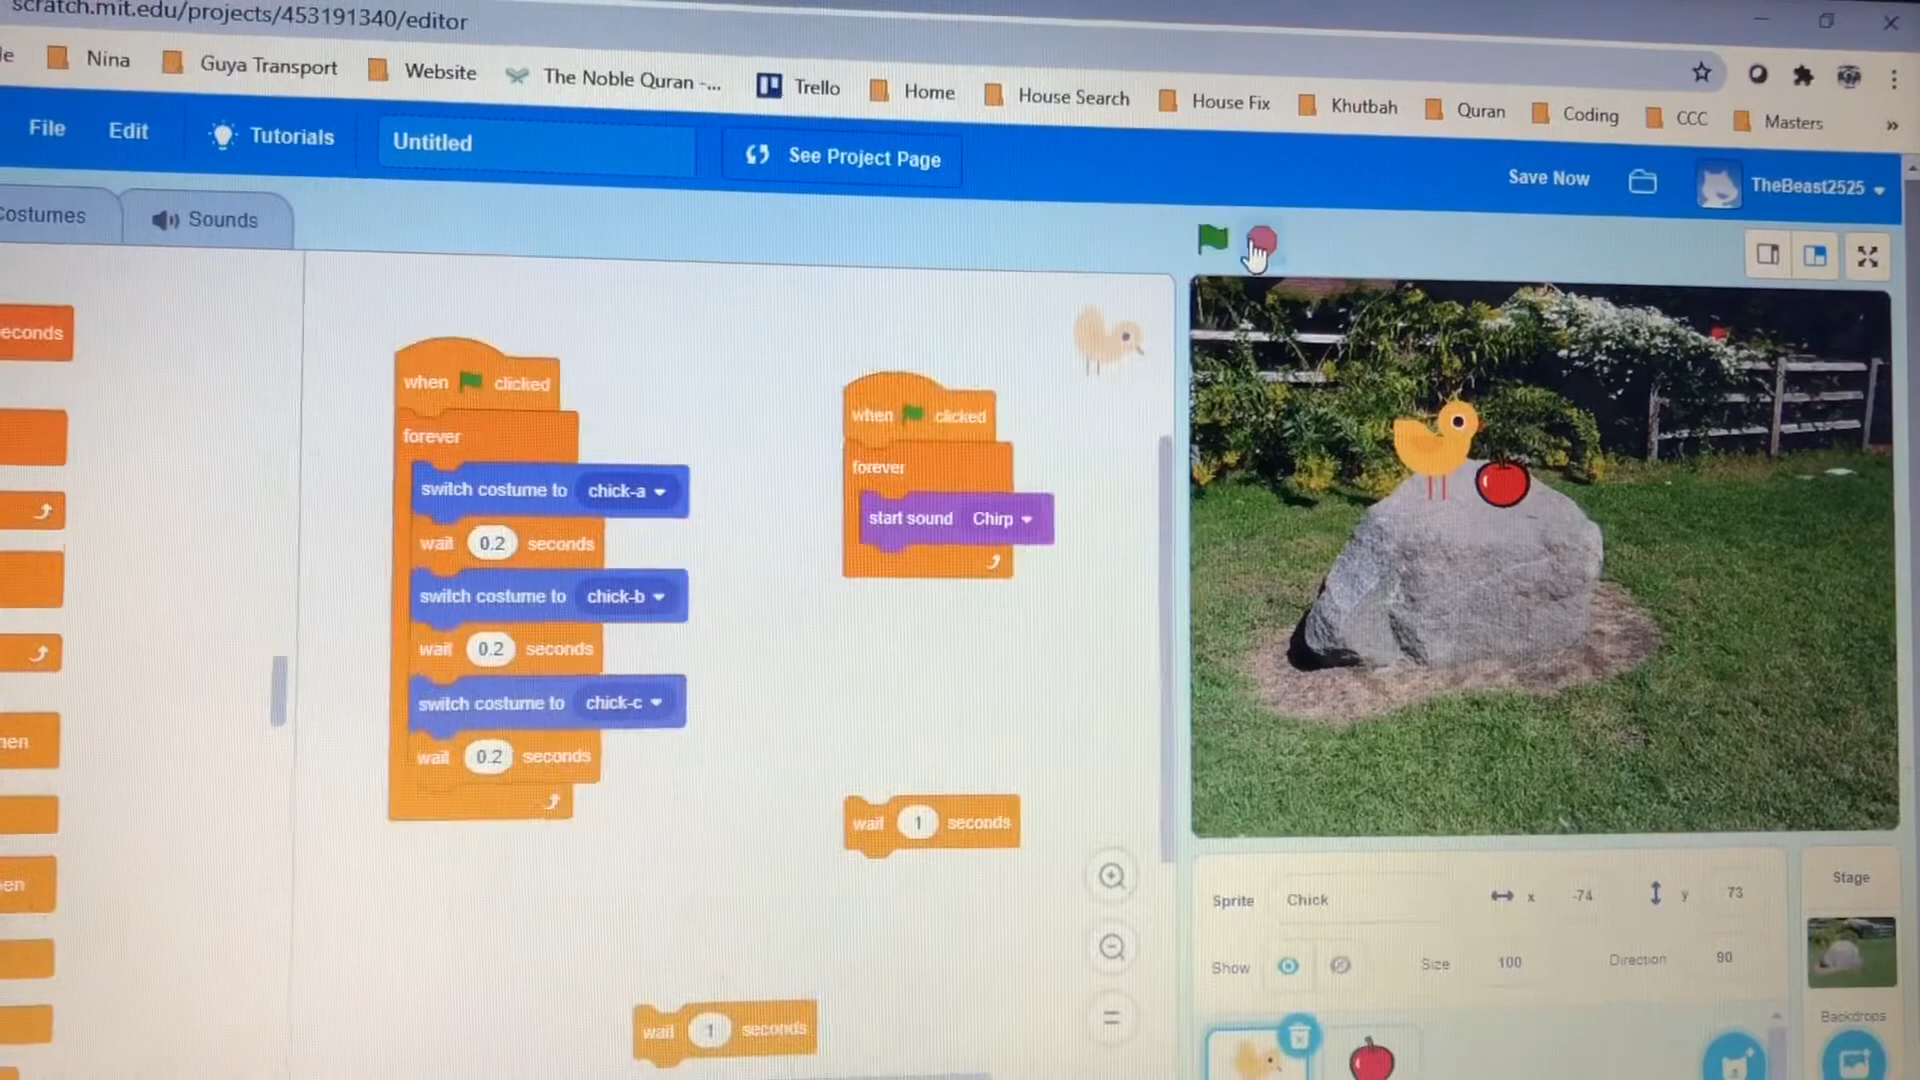 scratch.mit.edu/projects/453191340/editor
Nina
Guya Transport
Website
The Noble Quran -...
Trello
Home
House Search
House Fix
Khutbah
Quran
Coding
CCC
Masters
»
File
Edit
Tutorials
Untitled
See Project Page
Save Now
TheBeast2525
Costumes
Sounds
econds
when clicked
forever
switch costume to chick-a
wait 0.2 seconds
switch costume to chick-b
wait 0.2 seconds
switch costume to chick-c
wait 0.2 seconds
when clicked
forever
start sound Chirp
wait 1 seconds
wait 1 seconds
Sprite Chick x -74 y 73
Show Size 100 Direction 90
Stage
Backdrops